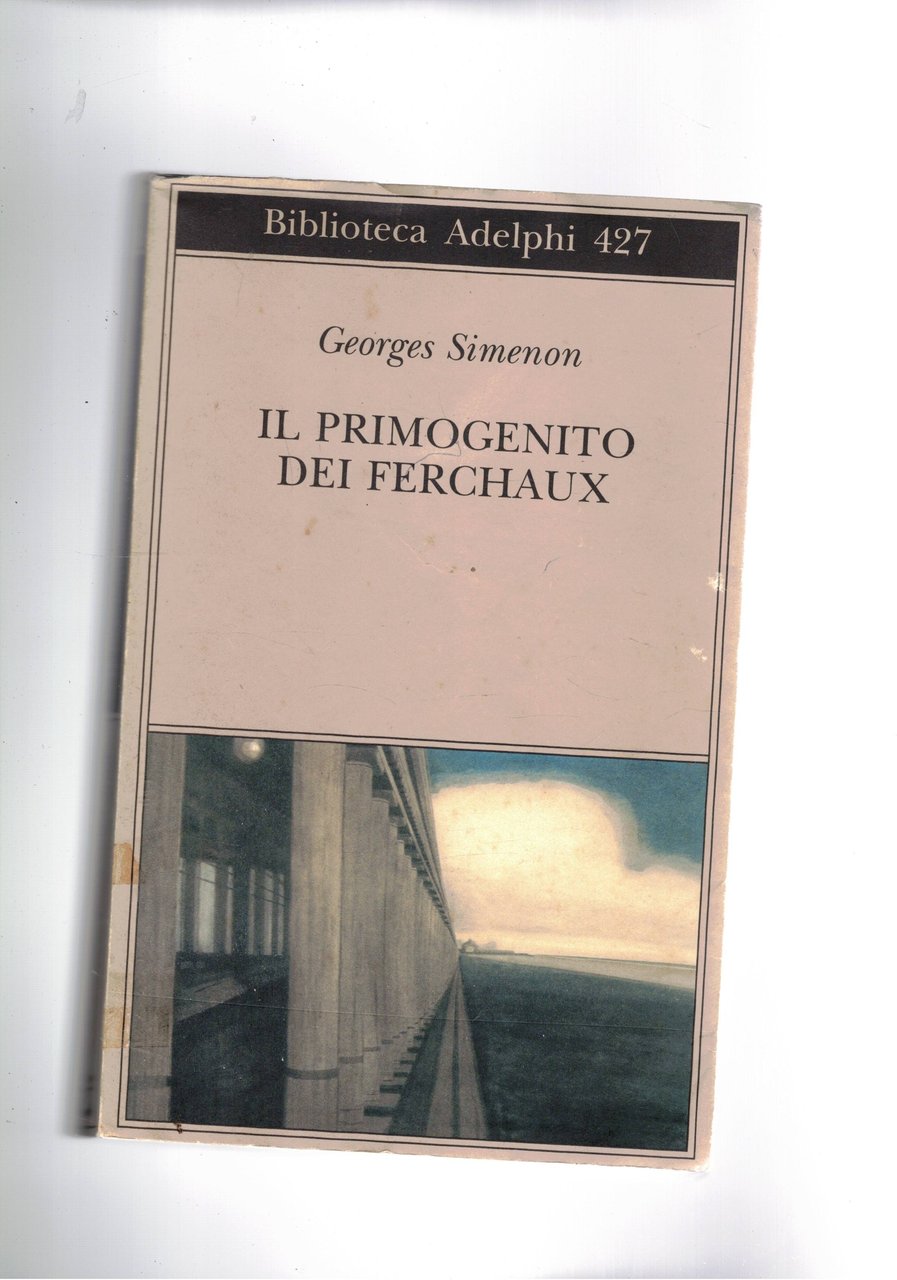 Biblioteca Adelphi 427
Georges Simenon
IL PRIMOGENITO
DEI FERCHAUX